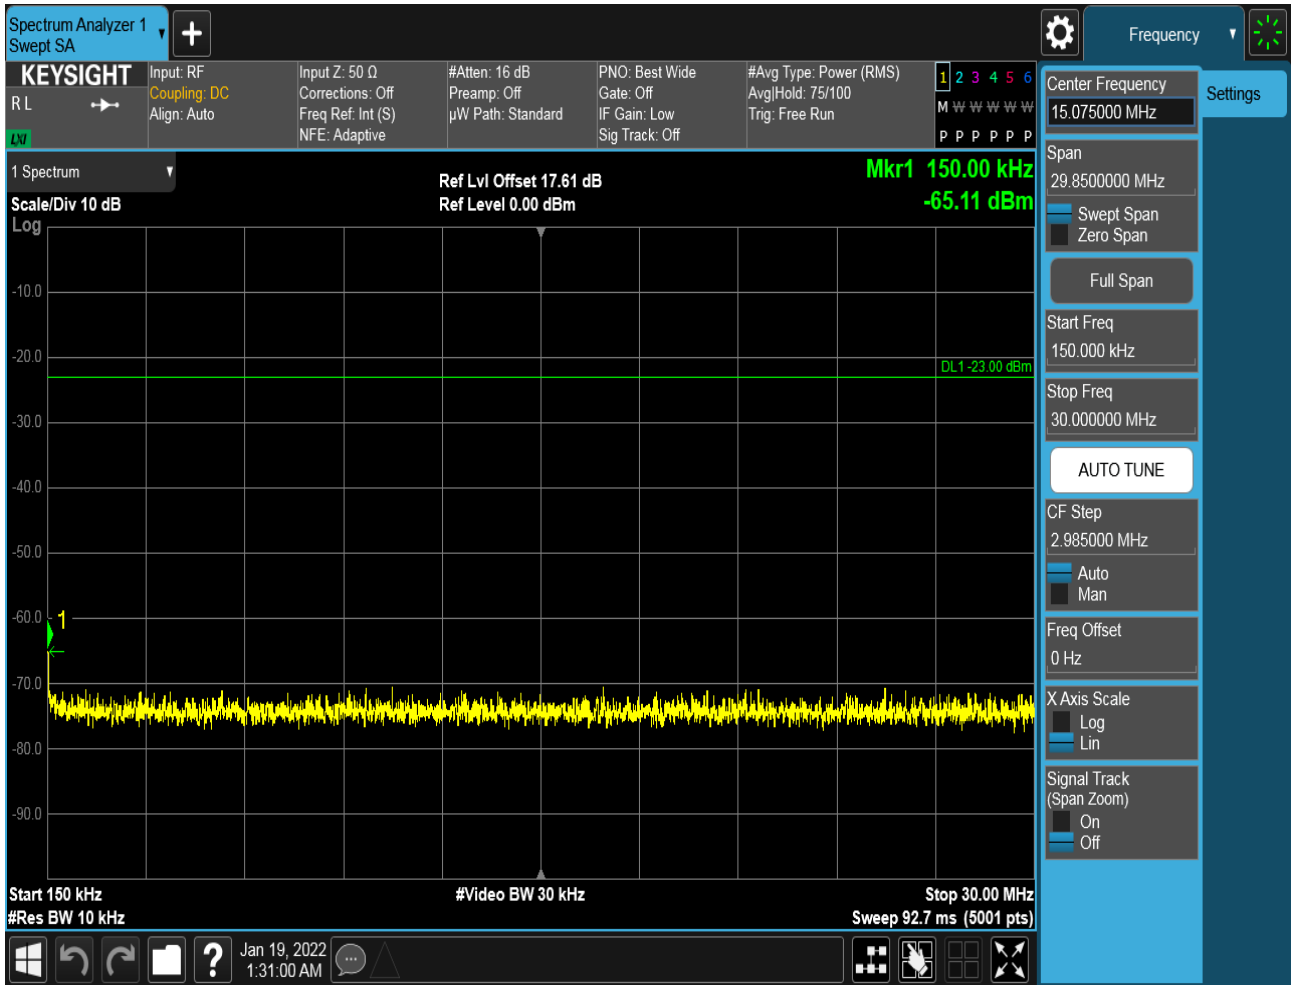 Spectrum Analyzer 1
Swept SA
Frequency
KEYSIGHT
R L
LXI
Input: RF
Coupling: DC
Align: Auto
Input Z: 50 Ω
Corrections: Off
Freq Ref: Int (S)
NFE: Adaptive
#Atten: 16 dB
Preamp: Off
µW Path: Standard
PNO: Best Wide
Gate: Off
IF Gain: Low
Sig Track: Off
#Avg Type: Power (RMS)
Avg|Hold: 75/100
Trig: Free Run
1 2 3 4 5 6
M W W W W W
P P P P P P
1 Spectrum
Scale/Div 10 dB
Log
Ref Lvl Offset 17.61 dB
Ref Level 0.00 dBm
Mkr1 150.00 kHz
-65.11 dBm
-10.0
-20.0
DL1 -23.00 dBm
-30.0
-40.0
-50.0
-60.0
1
-70.0
-80.0
-90.0
Start 150 kHz
#Video BW 30 kHz
Stop 30.00 MHz
#Res BW 10 kHz
Sweep 92.7 ms (5001 pts)
?
Jan 19, 2022
1:31:00 AM
Center Frequency
15.075000 MHz
Settings
Span
29.8500000 MHz
Swept Span
Zero Span
Full Span
Start Freq
150.000 kHz
Stop Freq
30.000000 MHz
AUTO TUNE
CF Step
2.985000 MHz
Auto
Man
Freq Offset
0 Hz
X Axis Scale
Log
Lin
Signal Track
(Span Zoom)
On
Off